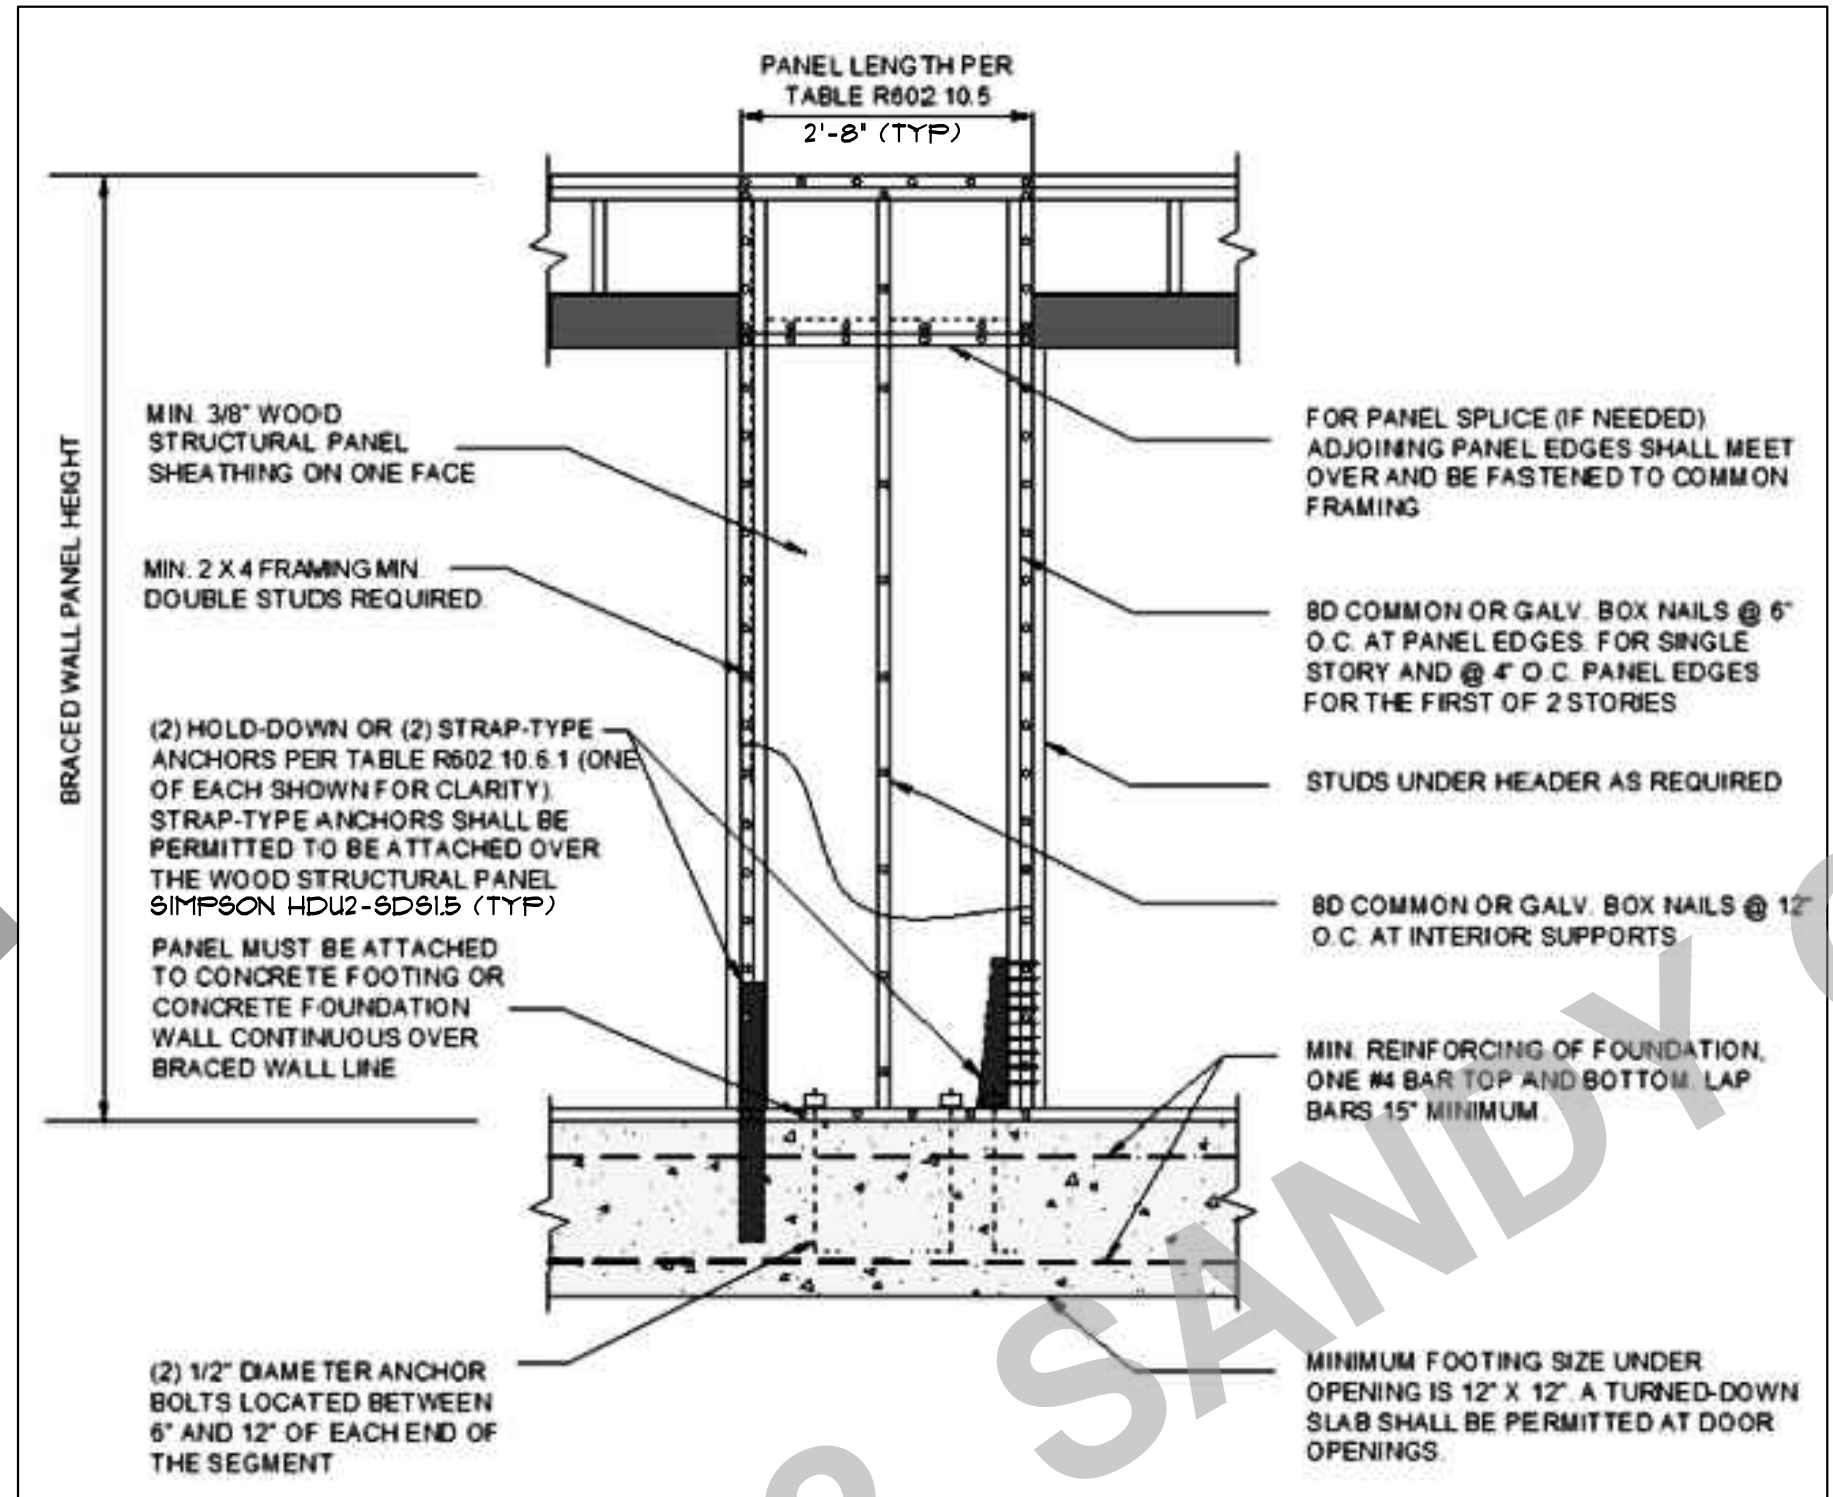 PANEL LENGTH PER
TABLE R602.10.5
2'-8" (TYP)
BRACED WALL PANEL HEIGHT
MIN. 3/8" WOOD
STRUCTURAL PANEL
SHEATHING ON ONE FACE
MIN. 2 X 4 FRAMING MIN.
DOUBLE STUDS REQUIRED.
(2) HOLD-DOWN OR (2) STRAP-TYPE
ANCHORS PER TABLE R602.10.6.1 (ONE
OF EACH SHOWN FOR CLARITY).
STRAP-TYPE ANCHORS SHALL BE
PERMITTED TO BE ATTACHED OVER
THE WOOD STRUCTURAL PANEL
SIMPSON HDU2-SDS1.5 (TYP)
PANEL MUST BE ATTACHED
TO CONCRETE FOOTING OR
CONCRETE FOUNDATION
WALL CONTINUOUS OVER
BRACED WALL LINE
(2) 1/2" DIAMETER ANCHOR
BOLTS LOCATED BETWEEN
6" AND 12" OF EACH END OF
THE SEGMENT
FOR PANEL SPLICE (IF NEEDED)
ADJOINING PANEL EDGES SHALL MEET
OVER AND BE FASTENED TO COMMON
FRAMING
8D COMMON OR GALV. BOX NAILS @ 6"
O.C. AT PANEL EDGES. FOR SINGLE
STORY AND @ 4" O.C. PANEL EDGES
FOR THE FIRST OF 2 STORIES
STUDS UNDER HEADER AS REQUIRED
8D COMMON OR GALV. BOX NAILS @ 12"
O.C. AT INTERIOR SUPPORTS
MIN. REINFORCING OF FOUNDATION,
ONE #4 BAR TOP AND BOTTOM. LAP
BARS 15" MINIMUM.
MINIMUM FOOTING SIZE UNDER
OPENING IS 12" X 12". A TURNED-DOWN
SLAB SHALL BE PERMITTED AT DOOR
OPENINGS.
SANDY